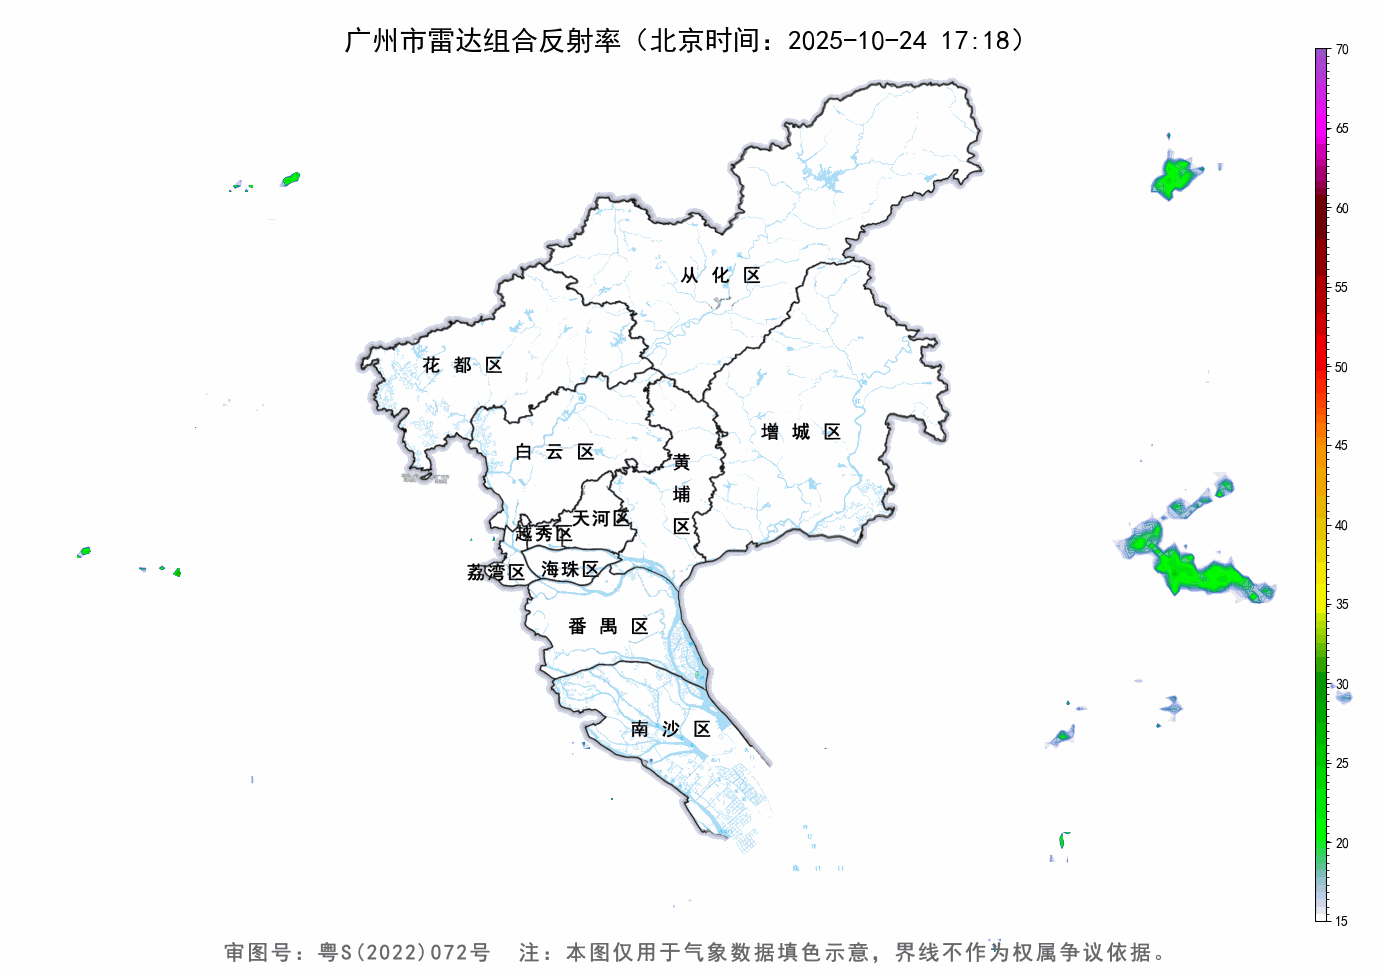 广州市雷达组合反射率（北京时间：2025-10-24 17:18）
70
65
60
55
50
45
40
35
30
25
20
15
从化区
花都区
增城区
白云区
黄埔区
天河区
越秀区
荔湾区
海珠区
番禺区
南沙区
审图号：粤S(2022)072号 注：本图仅用于气象数据填色示意，界线不作为权属争议依据。